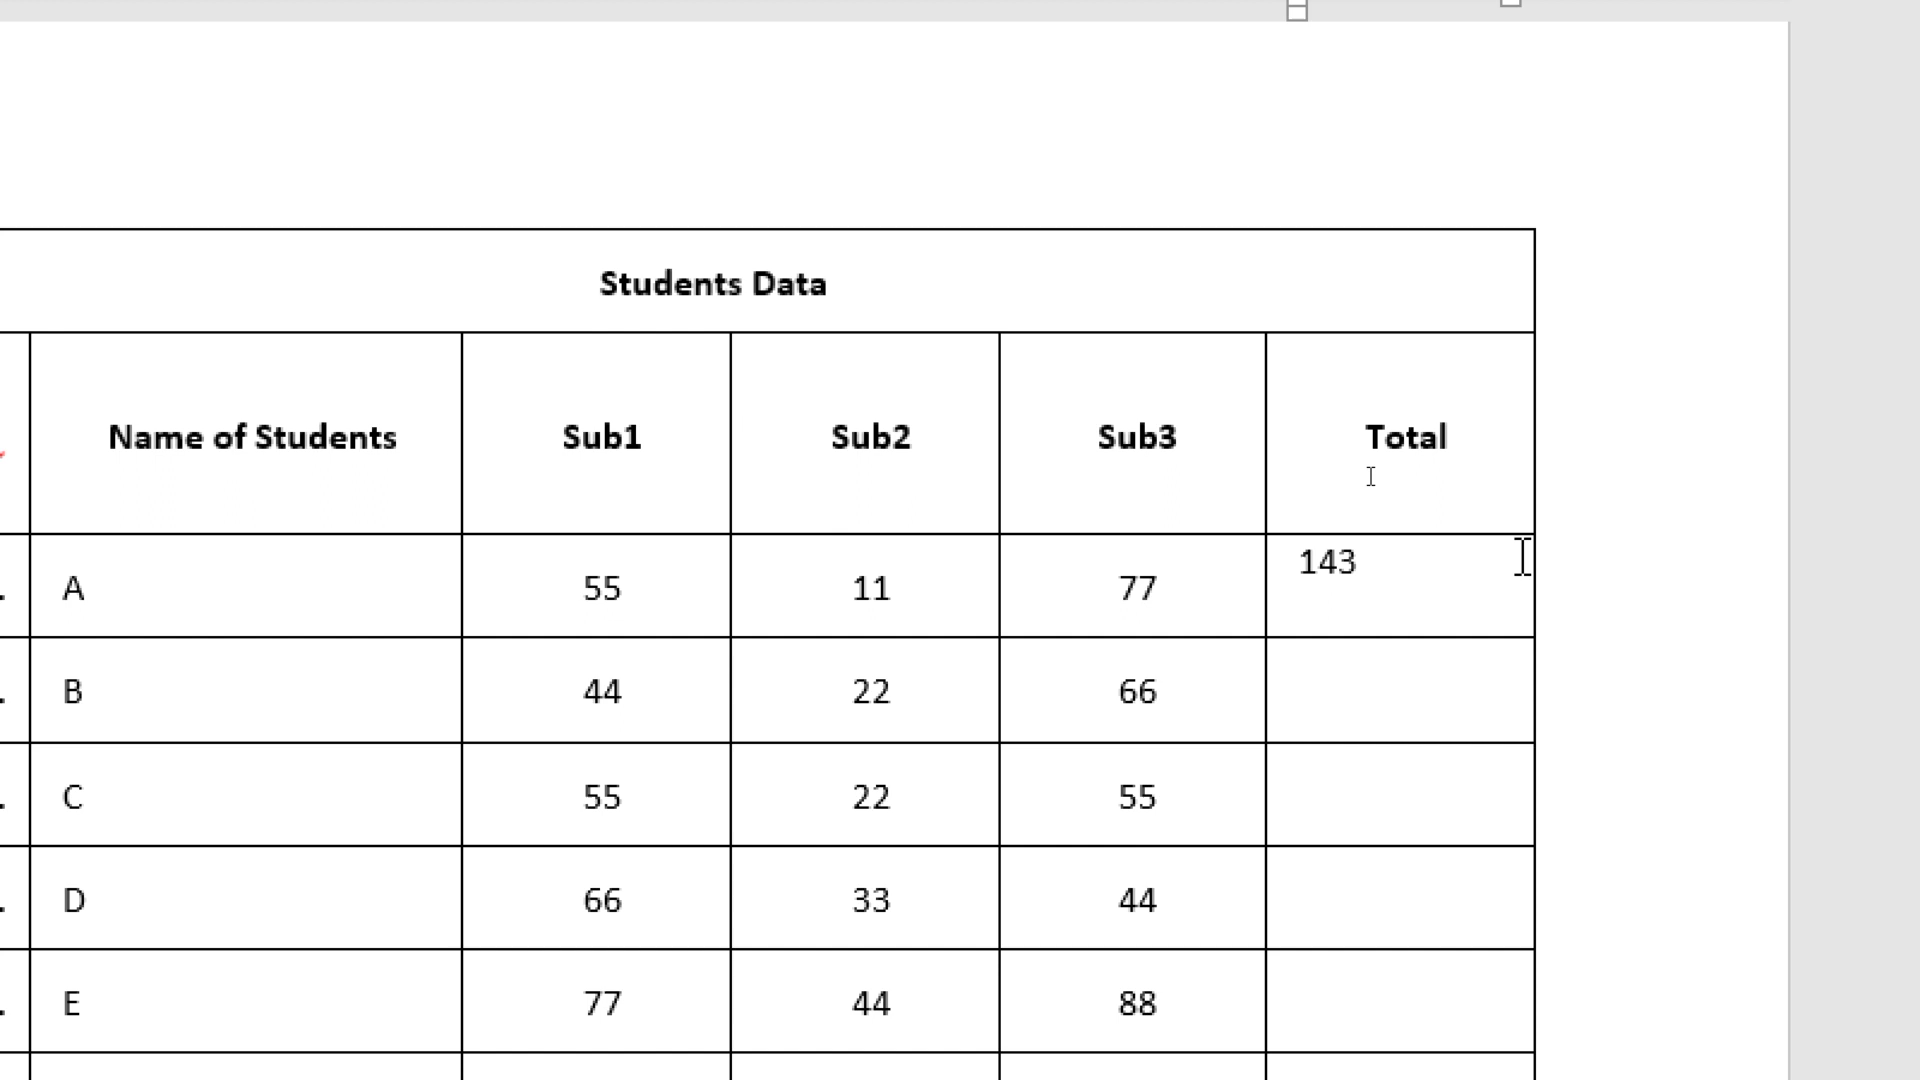 Students Data
Name of Students Sub1 Sub2 Sub3 Total
. A 55 11 77 143
. B 44 22 66
. C 55 22 55
. D 66 33 44
. E 77 44 88